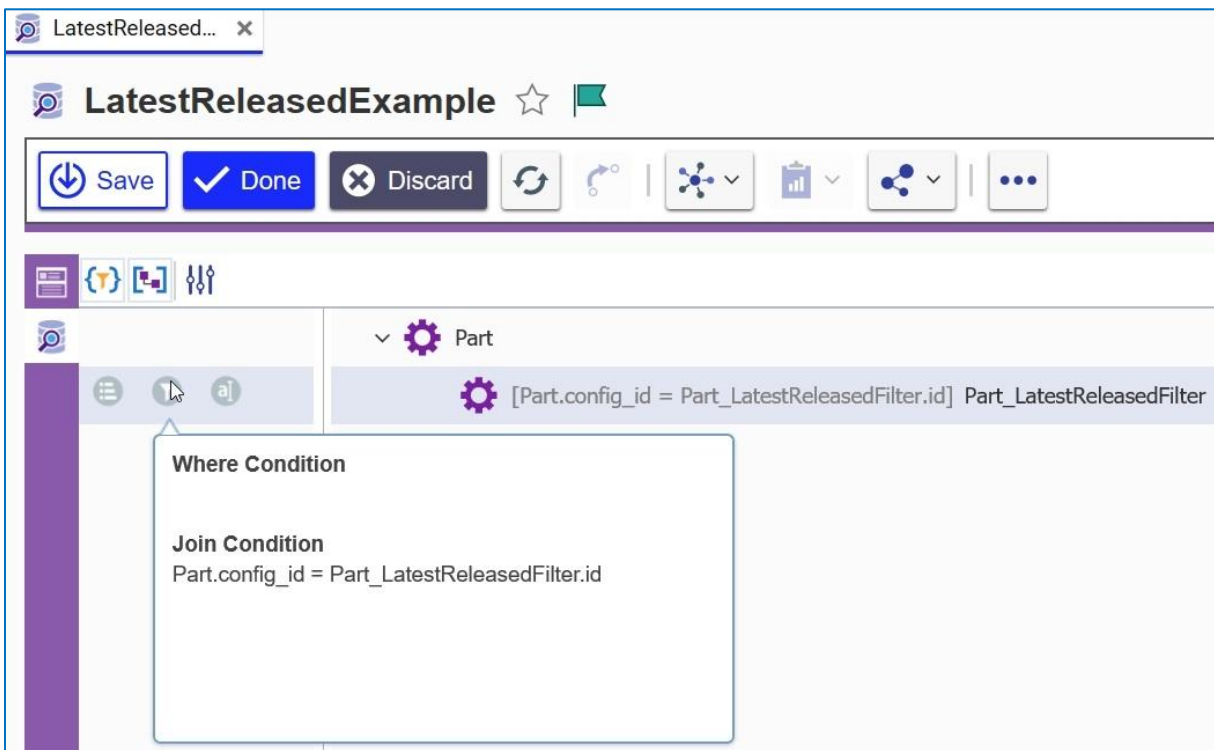 LatestReleased...
LatestReleasedExample
Save Done Discard
Part
[Part.config_id = Part_LatestReleasedFilter.id] Part_LatestReleasedFilter
Where Condition
Join Condition
Part.config_id = Part_LatestReleasedFilter.id